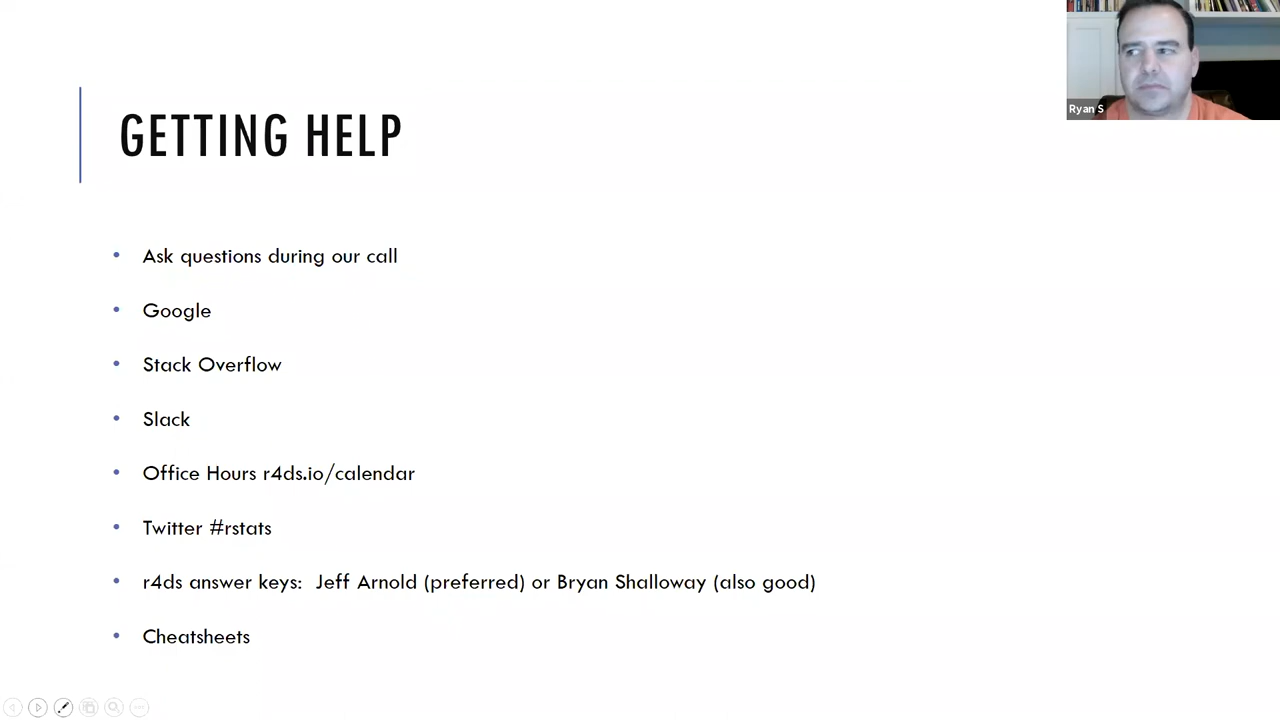 Ryan S
GETTING HELP
• Ask questions during our call
• Google
• Stack Overflow
• Slack
• Office Hours r4ds.io/calendar
• Twitter #rstats
• r4ds answer keys: Jeff Arnold (preferred) or Bryan Shalloway (also good)
• Cheatsheets